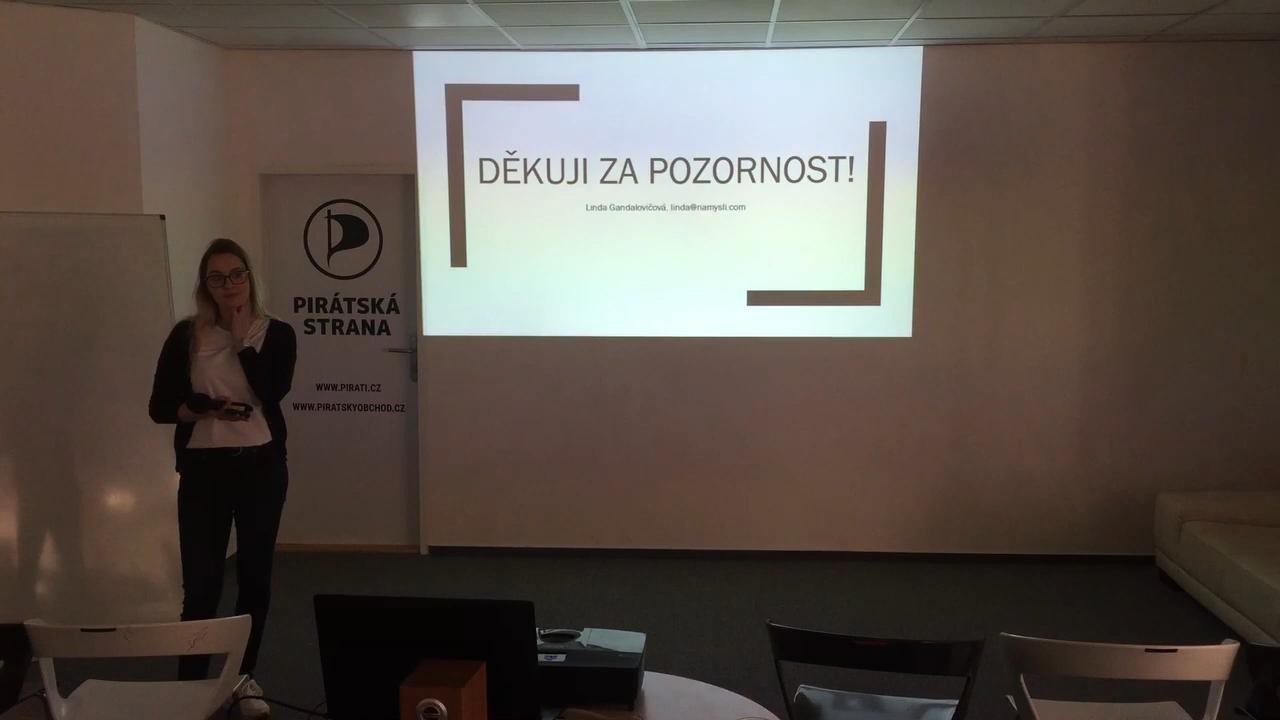 DĚKUJI ZA POZORNOST!
Linda Gandalovičová, linda@namysli.com
PIRÁTSKÁ
STRANA
WWW.PIRATI.CZ
WWW.PIRATSKYOBCHOD.CZ